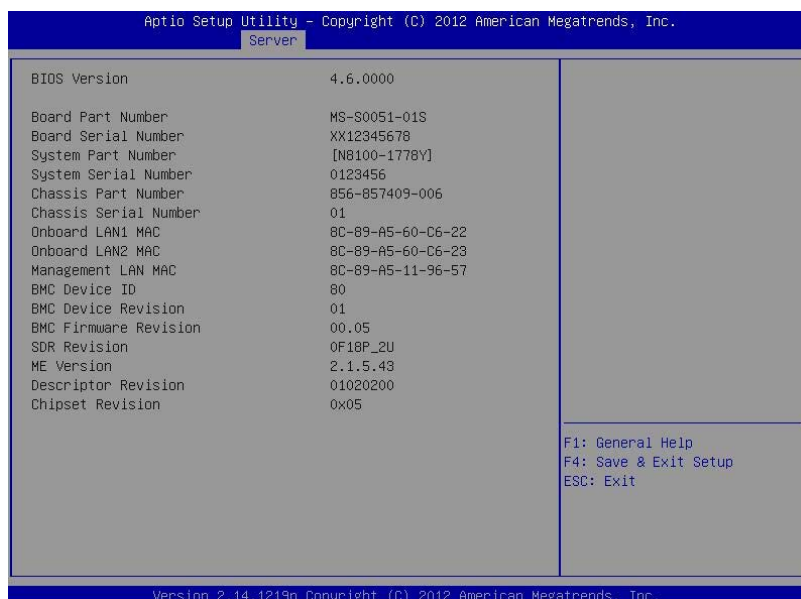 Aptio Setup Utility – Copyright (C) 2012 American Megatrends, Inc.
Server
BIOS Version 4.6.0000
Board Part Number MS-S0051-01S
Board Serial Number XX12345678
System Part Number [N8100-1778Y]
System Serial Number 0123456
Chassis Part Number 856-857409-006
Chassis Serial Number 01
Onboard LAN1 MAC 8C-89-A5-60-C6-22
Onboard LAN2 MAC 8C-89-A5-60-C6-23
Management LAN MAC 8C-89-A5-11-96-57
BMC Device ID 80
BMC Device Revision 01
BMC Firmware Revision 00.05
SDR Revision 0F18P_2U
ME Version 2.1.5.43
Descriptor Revision 01020200
Chipset Revision 0x05
F1: General Help
F4: Save & Exit Setup
ESC: Exit
Version 2.14.1219n Copyright (C) 2012 American Megatrends, Inc.